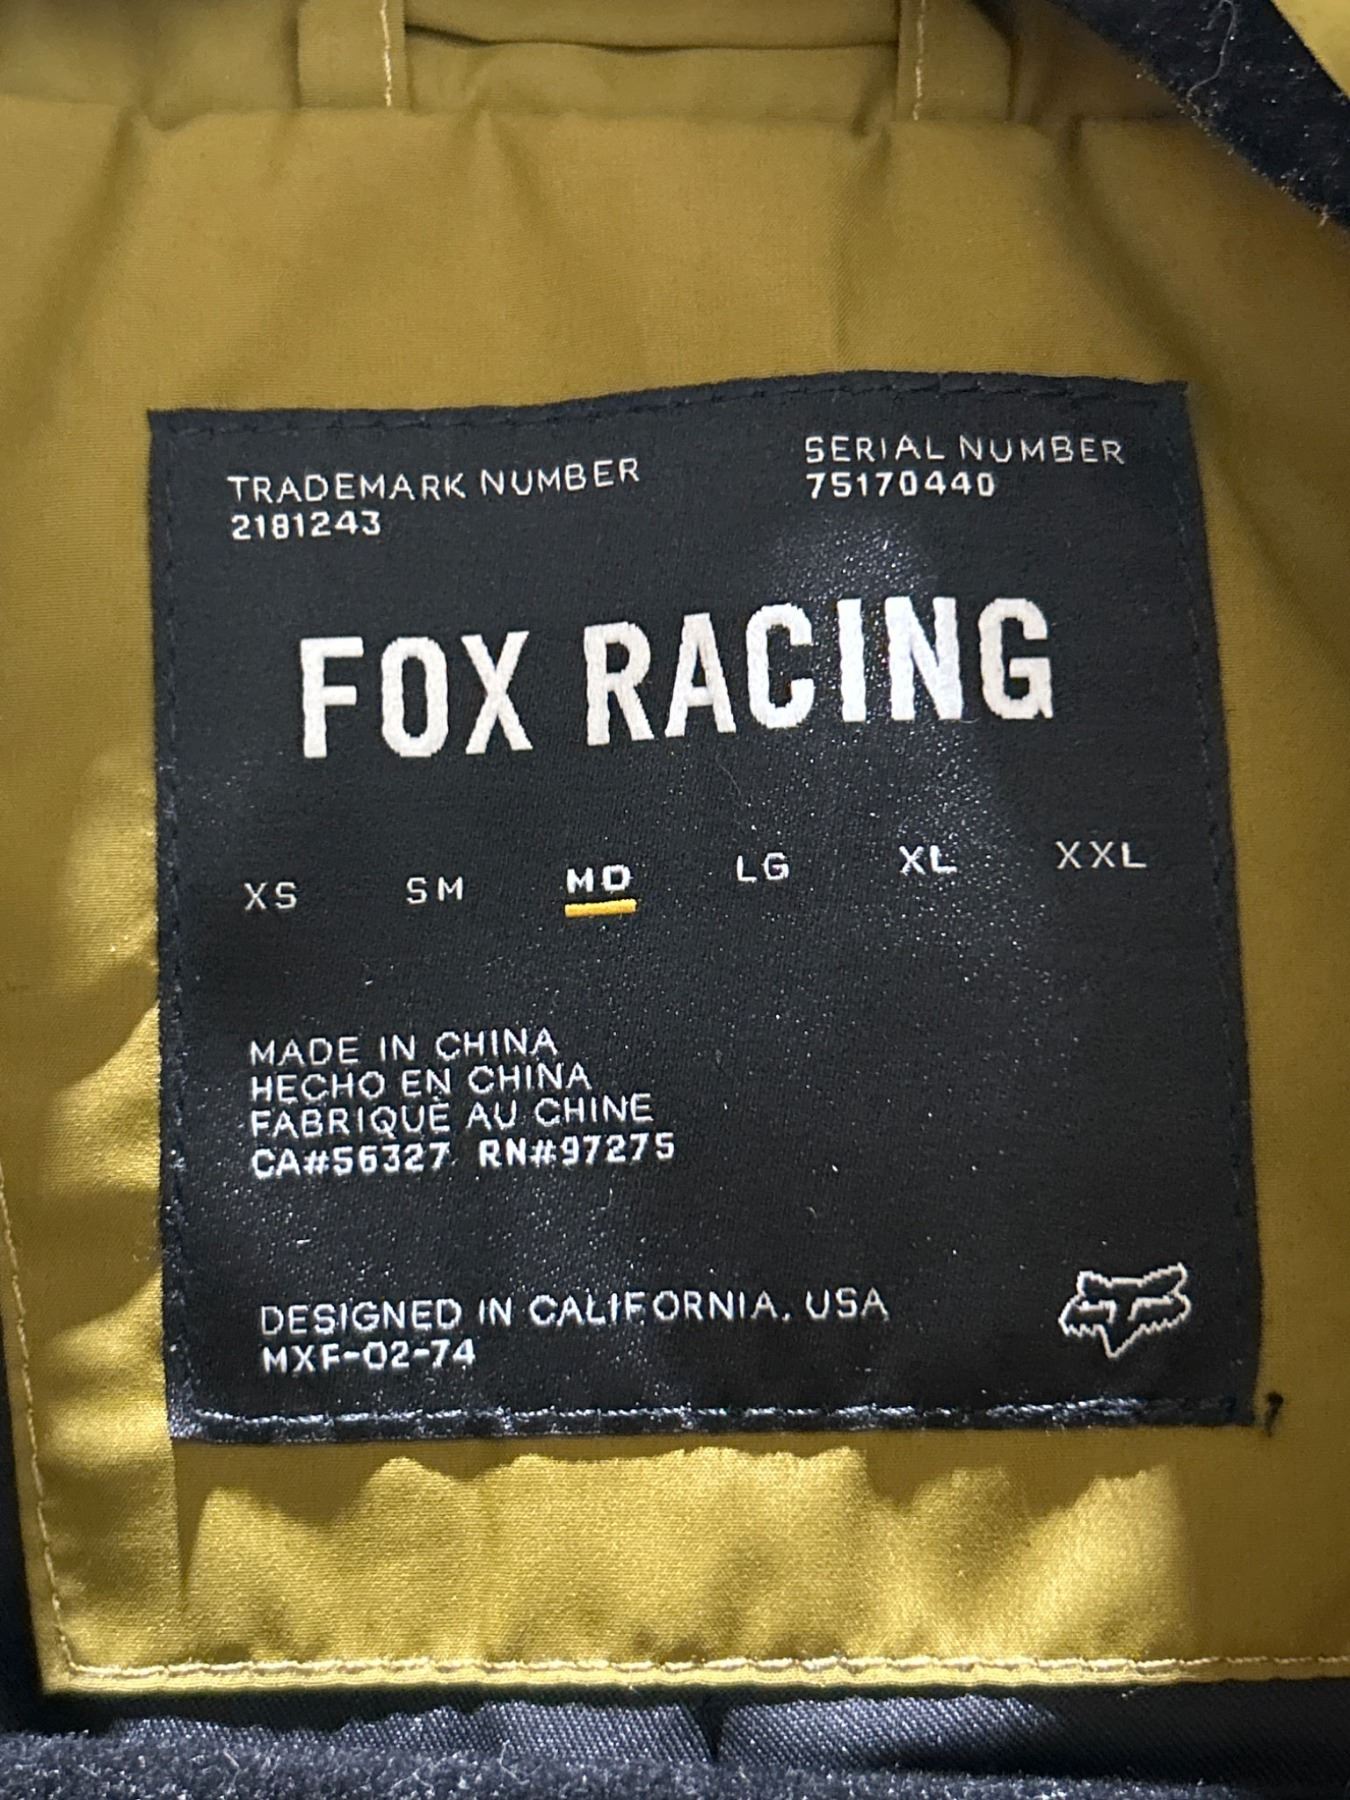 TRADEMARK NUMBER
2181243
SERIAL NUMBER
75170440
FOX RACING
XS SM MD LG XL XXL
MADE IN CHINA
HECHO EN CHINA
FABRIQUÉ AU CHINE
CA#56327 RN#97275
DESIGNED IN CALIFORNIA, USA
MXF-02-74